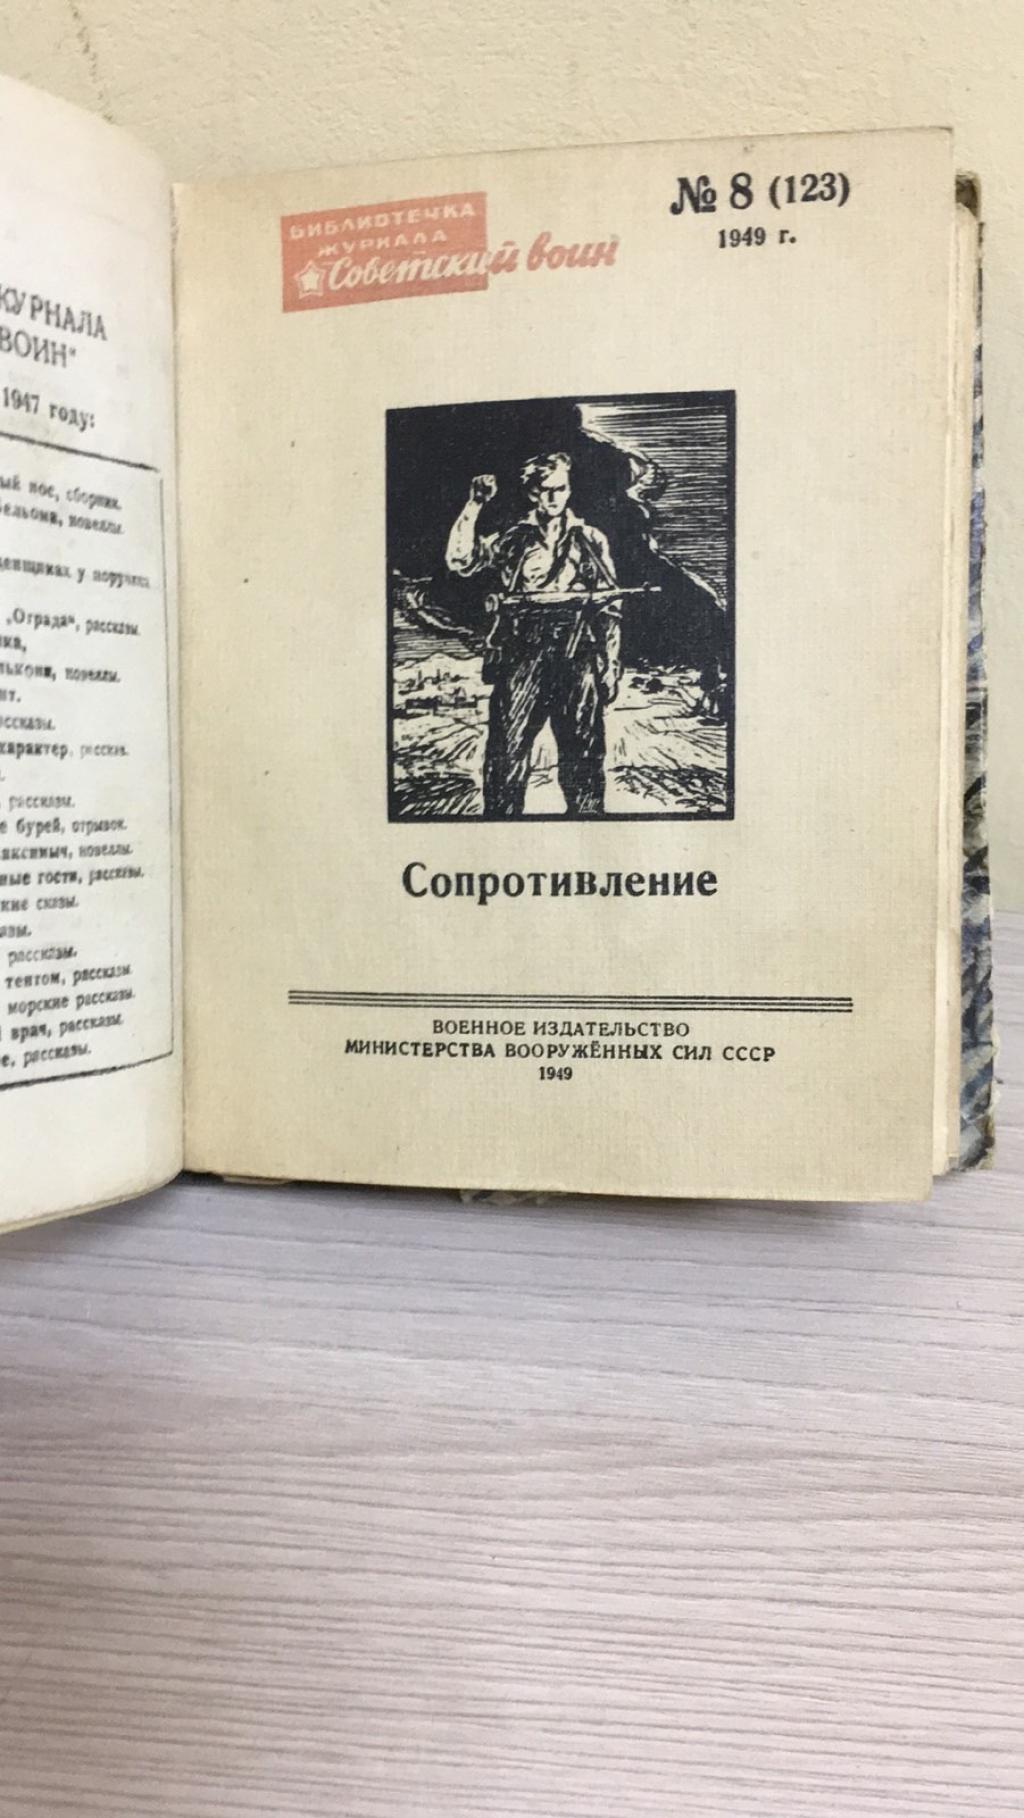 ЖУРНАЛА
ВОИН"
1947 году:
нос, сборник.
новеллы.
у
„Ограда", рассказы.
новеллы.
характер, рассказ.
рассказы.
бурей, отрывок.
новеллы.
гости, рассказы.
сказы.
рассказы.
тентом, рассказы.
морские рассказы.
врач, рассказы.
рассказы.
№ 8 (123)
1949 г.
БИБЛИОТЕЧКА
ЖУРНАЛА
Советский воин
Сопротивление
ВОЕННОЕ ИЗДАТЕЛЬСТВО
МИНИСТЕРСТВА ВООРУЖЁННЫХ СИЛ СССР
1949